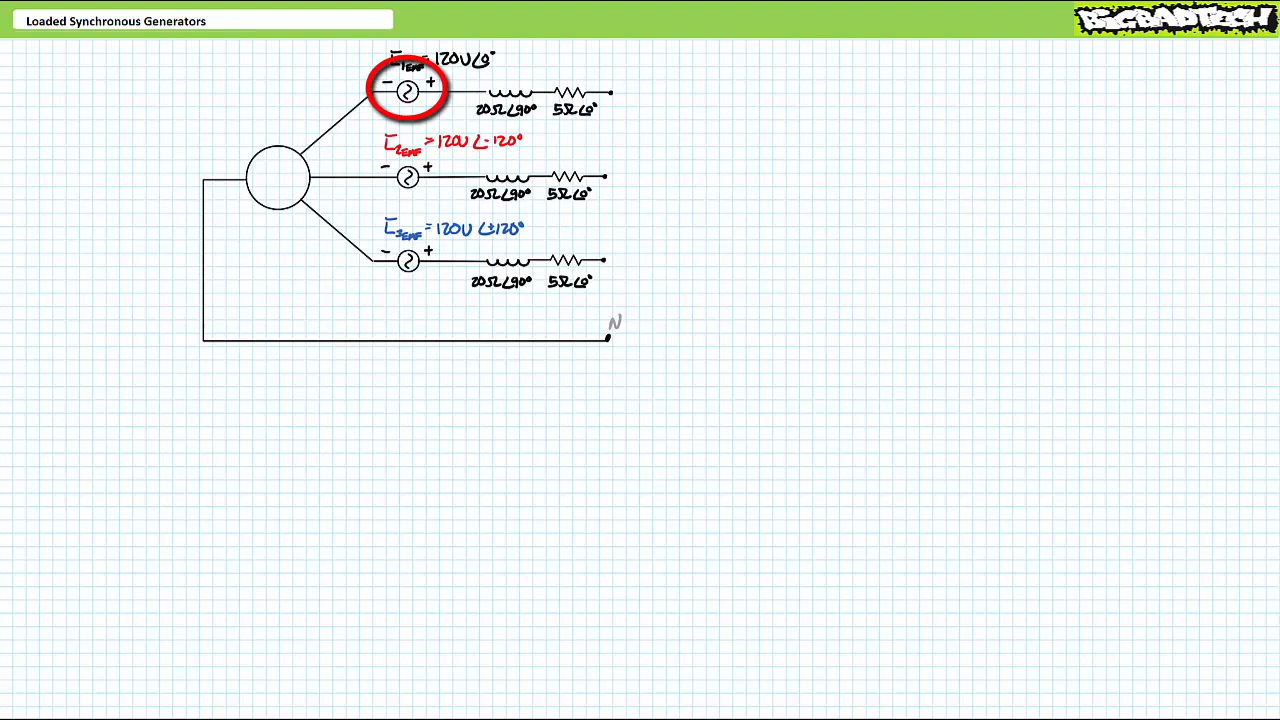 Loaded Synchronous Generators
BIGBADTECH
E1EMF = 120V∠0°
- +
20Ω∠90° 5Ω∠0°
E2EMF = 120V∠-120°
- +
20Ω∠90° 5Ω∠0°
E3EMF = 120V∠±120°
- +
20Ω∠90° 5Ω∠0°
N